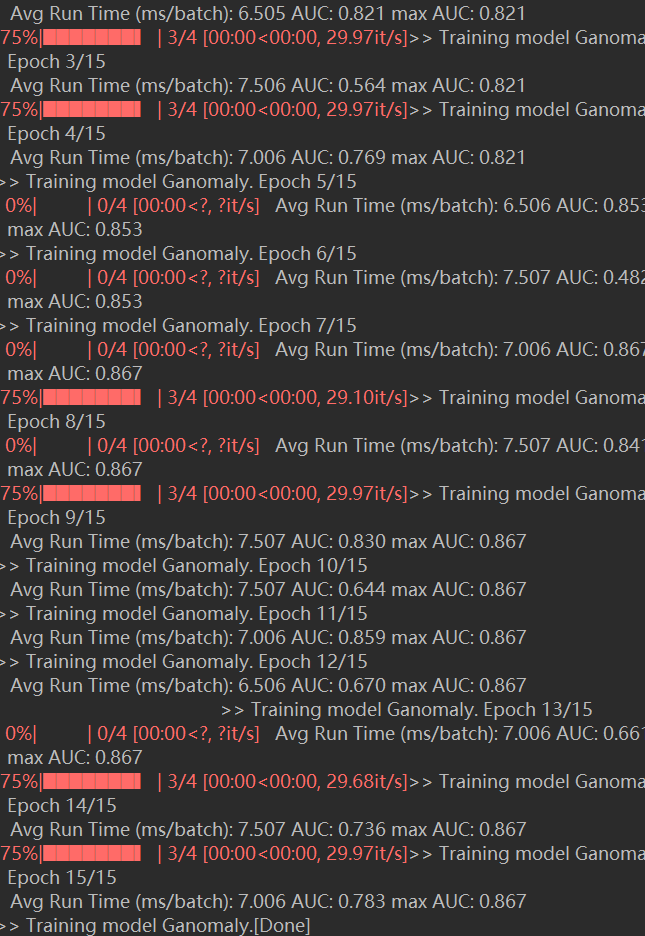 Avg Run Time (ms/batch): 6.505 AUC: 0.821 max AUC: 0.821
75%|████████ | 3/4 [00:00<00:00, 29.97it/s]>> Training model Ganoma
Epoch 3/15
Avg Run Time (ms/batch): 7.506 AUC: 0.564 max AUC: 0.821
75%|████████ | 3/4 [00:00<00:00, 29.97it/s]>> Training model Ganoma
Epoch 4/15
Avg Run Time (ms/batch): 7.006 AUC: 0.769 max AUC: 0.821
>> Training model Ganomaly. Epoch 5/15
0%| | 0/4 [00:00<?, ?it/s] Avg Run Time (ms/batch): 6.506 AUC: 0.853
max AUC: 0.853
>> Training model Ganomaly. Epoch 6/15
0%| | 0/4 [00:00<?, ?it/s] Avg Run Time (ms/batch): 7.507 AUC: 0.482
max AUC: 0.853
>> Training model Ganomaly. Epoch 7/15
0%| | 0/4 [00:00<?, ?it/s] Avg Run Time (ms/batch): 7.006 AUC: 0.867
max AUC: 0.867
75%|████████ | 3/4 [00:00<00:00, 29.10it/s]>> Training model Ganoma
Epoch 8/15
0%| | 0/4 [00:00<?, ?it/s] Avg Run Time (ms/batch): 7.507 AUC: 0.841
max AUC: 0.867
75%|████████ | 3/4 [00:00<00:00, 29.97it/s]>> Training model Ganoma
Epoch 9/15
Avg Run Time (ms/batch): 7.507 AUC: 0.830 max AUC: 0.867
>> Training model Ganomaly. Epoch 10/15
Avg Run Time (ms/batch): 7.507 AUC: 0.644 max AUC: 0.867
>> Training model Ganomaly. Epoch 11/15
Avg Run Time (ms/batch): 7.006 AUC: 0.859 max AUC: 0.867
>> Training model Ganomaly. Epoch 12/15
Avg Run Time (ms/batch): 6.506 AUC: 0.670 max AUC: 0.867
>> Training model Ganomaly. Epoch 13/15
0%| | 0/4 [00:00<?, ?it/s] Avg Run Time (ms/batch): 7.006 AUC: 0.661
max AUC: 0.867
75%|████████ | 3/4 [00:00<00:00, 29.68it/s]>> Training model Ganoma
Epoch 14/15
Avg Run Time (ms/batch): 7.507 AUC: 0.736 max AUC: 0.867
75%|████████ | 3/4 [00:00<00:00, 29.97it/s]>> Training model Ganoma
Epoch 15/15
Avg Run Time (ms/batch): 7.006 AUC: 0.783 max AUC: 0.867
>> Training model Ganomaly.[Done]